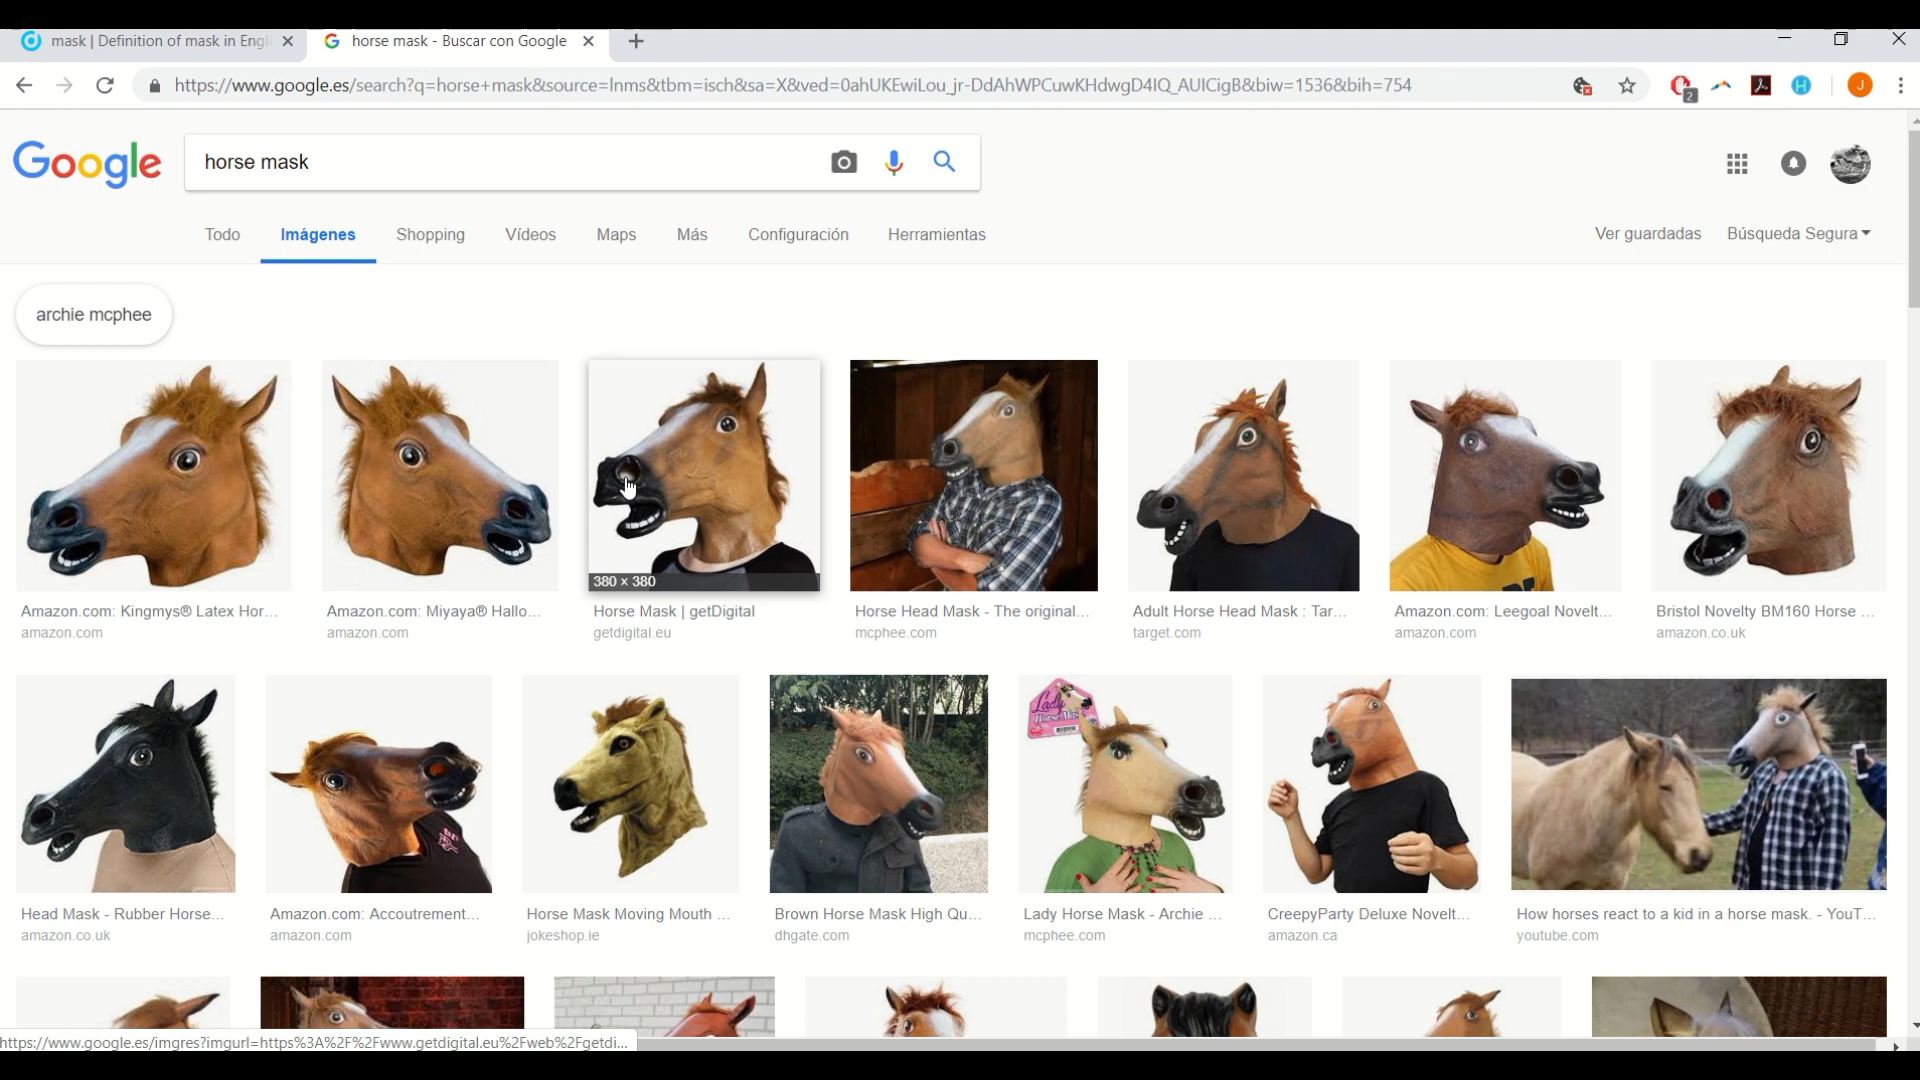 mask | Definition of mask in Engli
horse mask - Buscar con Google
https://www.google.es/search?q=horse+mask&source=lnms&tbm=isch&sa=X&ved=0ahUKEwiLou_jr-DdAhWPCuwKHdwgD4IQ_AUICigB&biw=1536&bih=754
2
H
J
Google
horse mask
Todo
Imágenes
Shopping
Vídeos
Maps
Más
Configuración
Herramientas
Ver guardadas
Búsqueda Segura
archie mcphee
380 × 380
Amazon.com: Kingmys® Latex Hor...
amazon.com
Amazon.com: Miyaya® Hallo...
amazon.com
Horse Mask | getDigital
getdigital.eu
Horse Head Mask - The original...
mcphee.com
Adult Horse Head Mask : Tar...
target.com
Amazon.com: Leegoal Novelt...
amazon.com
Bristol Novelty BM160 Horse ...
amazon.co.uk
Lady
Horse Mask
Head Mask - Rubber Horse...
amazon.co.uk
Amazon.com: Accoutrement...
amazon.com
Horse Mask Moving Mouth ...
jokeshop.ie
Brown Horse Mask High Qu...
dhgate.com
Lady Horse Mask - Archie ...
mcphee.com
CreepyParty Deluxe Novelt...
amazon.ca
How horses react to a kid in a horse mask. - YouT...
youtube.com
https://www.google.es/imgres?imgurl=https%3A%2F%2Fwww.getdigital.eu%2Fweb%2Fgetdi...